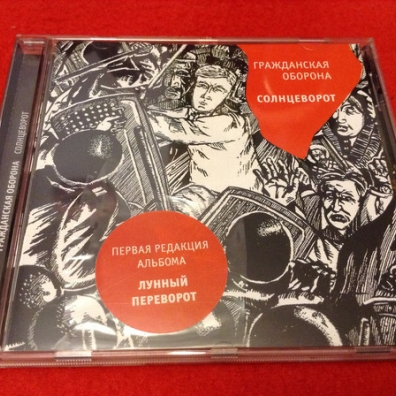 ГРАЖДАНСКАЯ
ОБОРОНА
СОЛНЦЕВОРОТ
ПЕРВАЯ РЕДАКЦИЯ
АЛЬБОМА
ЛУННЫЙ
ПЕРЕВОРОТ
ГРАЖДАНСКАЯ ОБОРОНА СОЛНЦЕВОРОТ